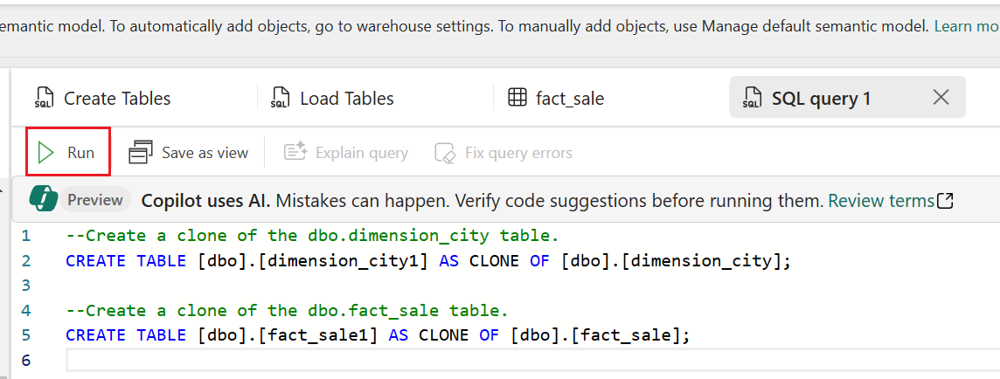 emantic model. To automatically add objects, go to warehouse settings. To manually add objects, use Manage default semantic model. Learn mo
SQL Create Tables SQL Load Tables fact_sale SQL SQL query 1
Run Save as view Explain query Fix query errors
Preview Copilot uses AI. Mistakes can happen. Verify code suggestions before running them. Review terms
1 --Create a clone of the dbo.dimension_city table.
2 CREATE TABLE [dbo].[dimension_city1] AS CLONE OF [dbo].[dimension_city];
3
4 --Create a clone of the dbo.fact_sale table.
5 CREATE TABLE [dbo].[fact_sale1] AS CLONE OF [dbo].[fact_sale];
6